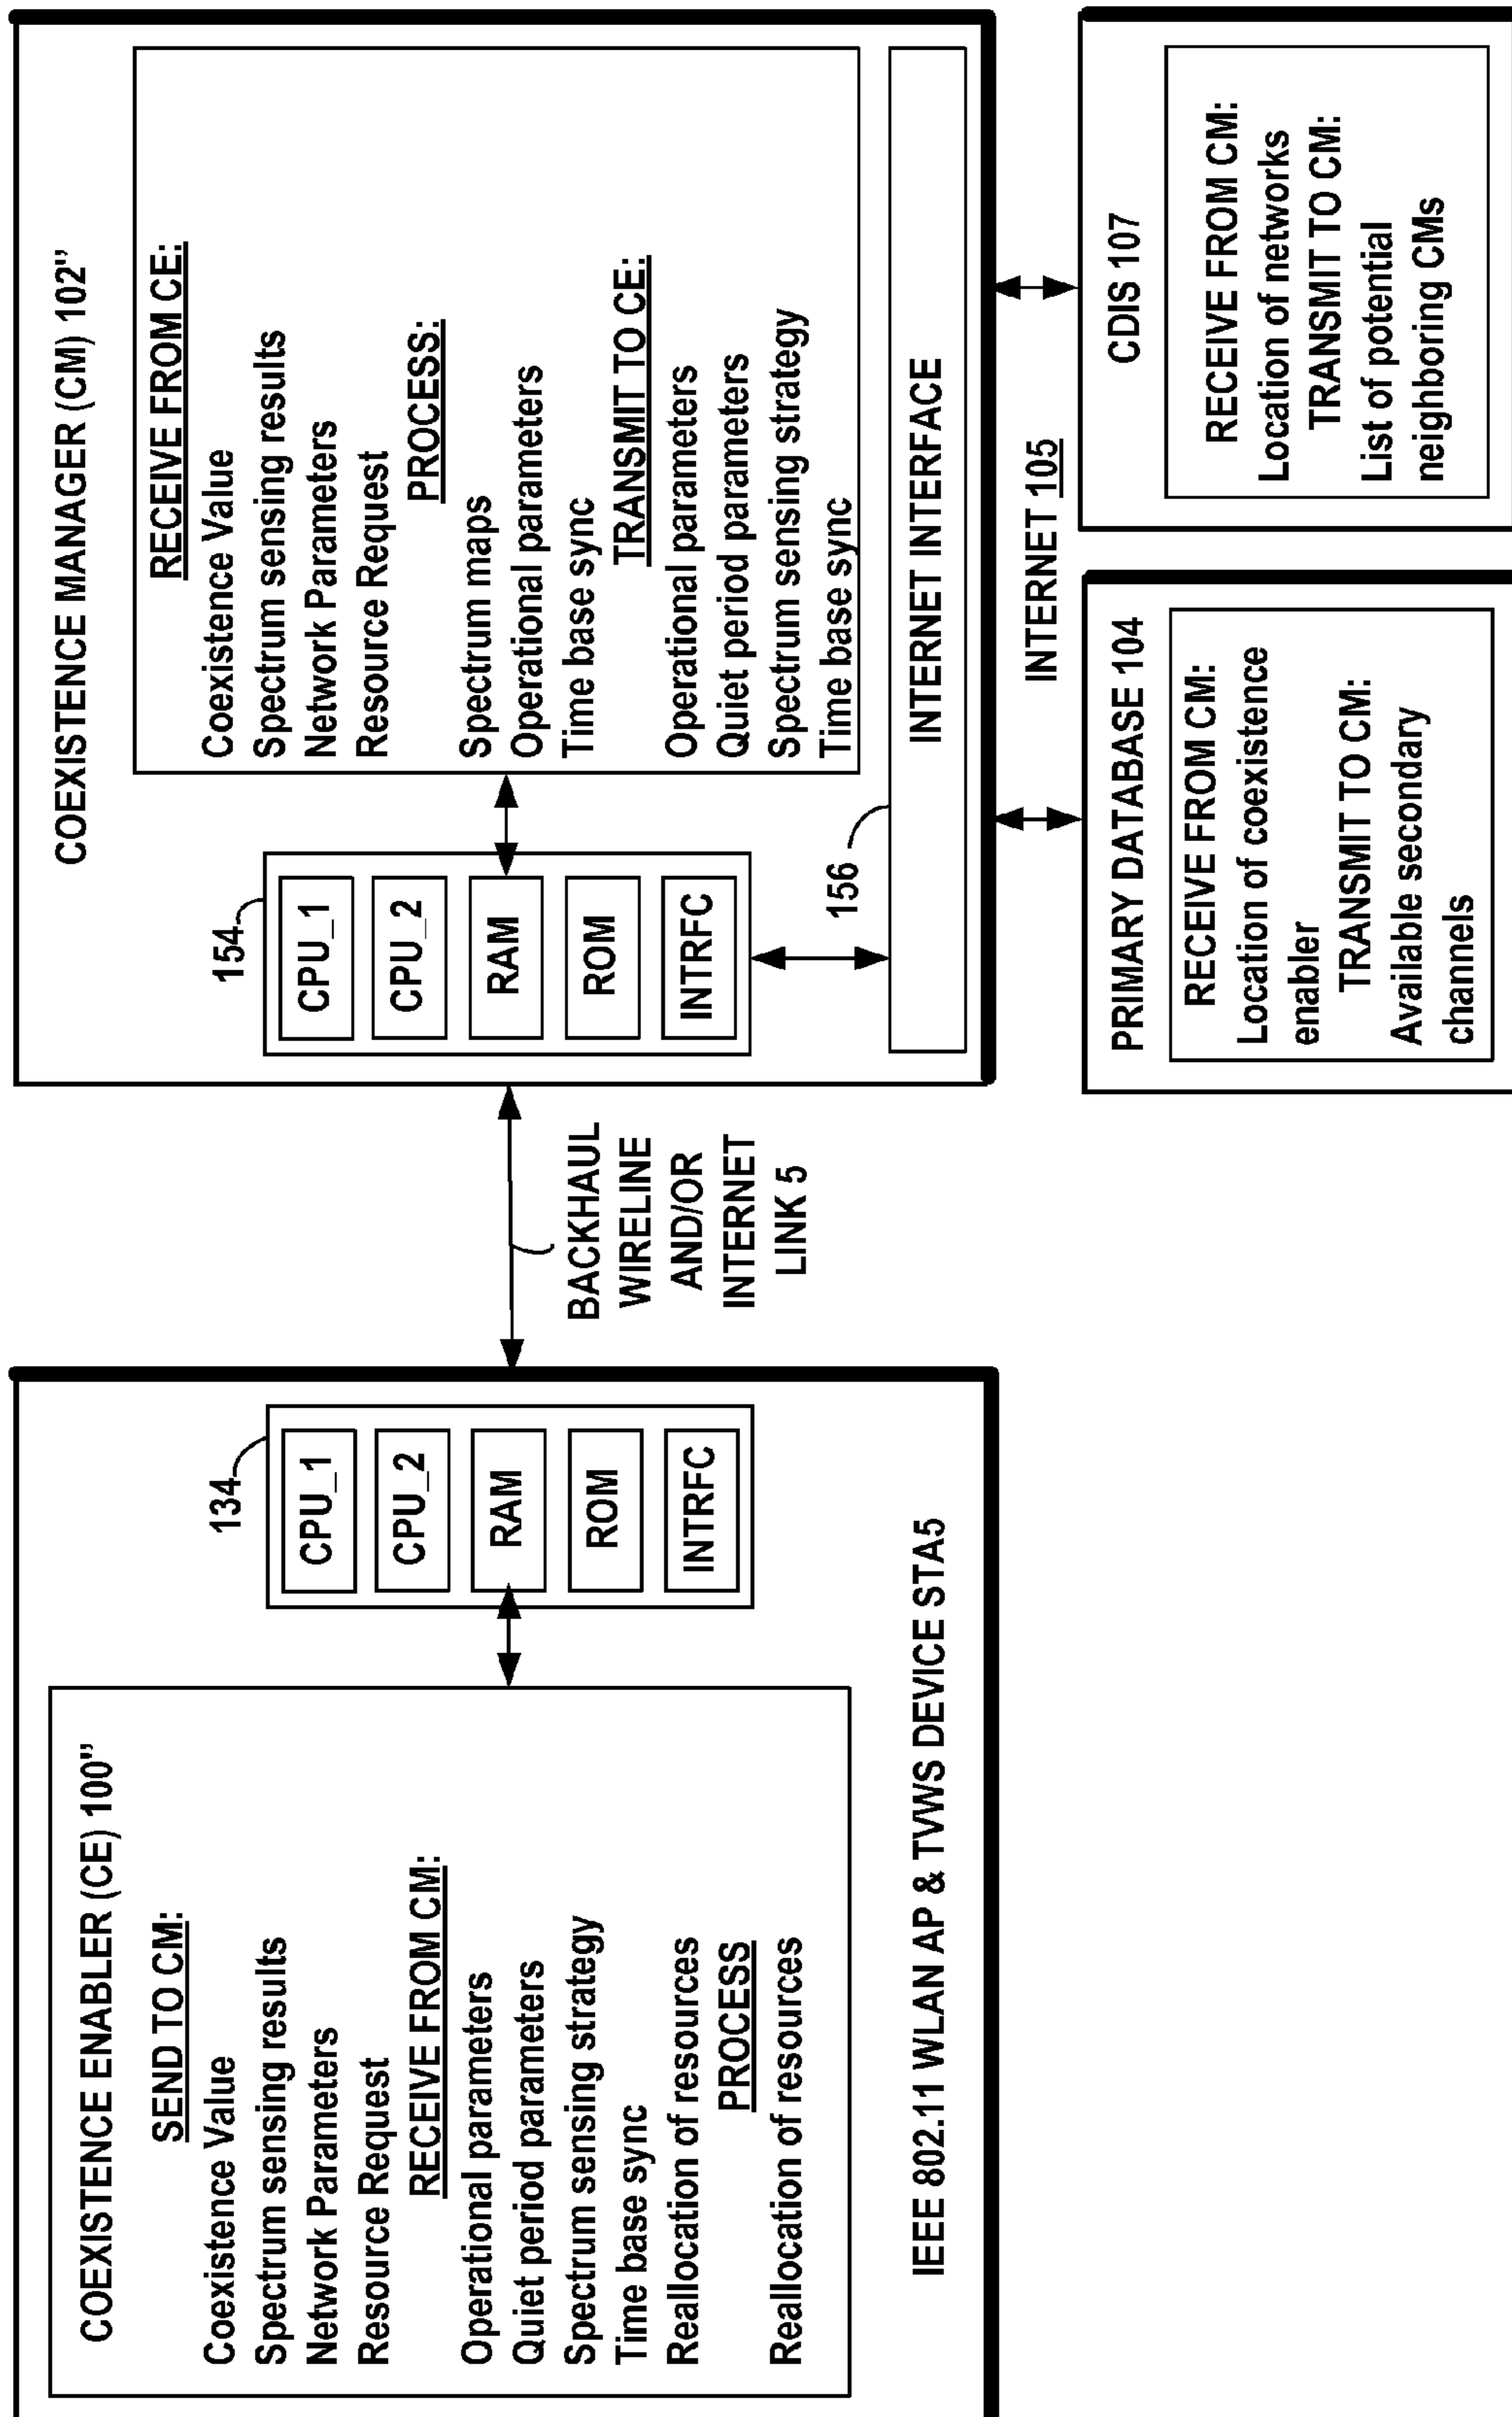 COEXISTENCE ENABLER (CE) 100"
SEND TO CM:
Coexistence Value
Spectrum sensing results
Network Parameters
Resource Request
RECEIVE FROM CM:
Operational parameters
Quiet period parameters
Spectrum sensing strategy
Time base sync
Reallocation of resources
PROCESS
Reallocation of resources
134
CPU_1
CPU_2
RAM
ROM
INTRFC
IEEE 802.11 WLAN AP & TVWS DEVICE STA5
BACKHAUL
WIRELINE
AND/OR
INTERNET
LINK 5
COEXISTENCE MANAGER (CM) 102"
154
CPU_1
CPU_2
RAM
ROM
INTRFC
RECEIVE FROM CE:
Coexistence Value
Spectrum sensing results
Network Parameters
Resource Request
PROCESS:
Spectrum maps
Operational parameters
Time base sync
TRANSMIT TO CE:
Operational parameters
Quiet period parameters
Spectrum sensing strategy
Time base sync
156
INTERNET INTERFACE
INTERNET 105
PRIMARY DATABASE 104
RECEIVE FROM CM:
Location of coexistence
enabler
TRANSMIT TO CM:
Available secondary
channels
CDIS 107
RECEIVE FROM CM:
Location of networks
TRANSMIT TO CM:
List of potential
neighboring CMs